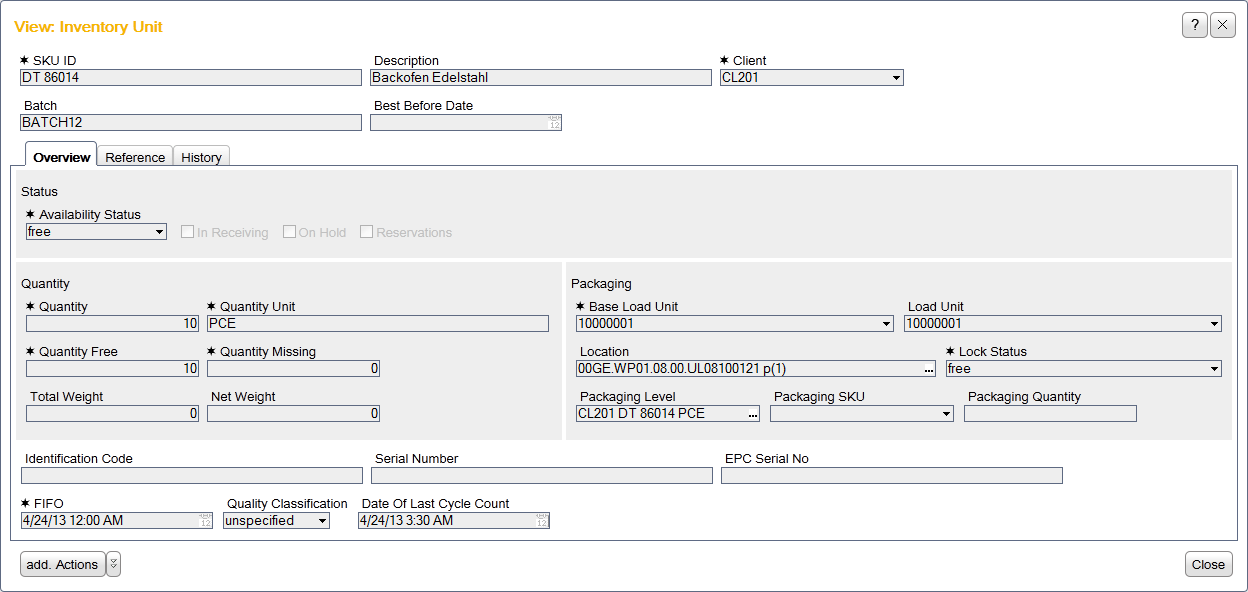 View: Inventory Unit
?
✶ SKU ID Description ✶ Client
DT 86014 Backofen Edelstahl CL201
Batch Best Before Date
BATCH12 12
Overview Reference History
Status
✶ Availability Status
free In Receiving On Hold Reservations
Quantity Packaging
✶ Quantity ✶ Quantity Unit ✶ Base Load Unit Load Unit
10 PCE 10000001 10000001
✶ Quantity Free ✶ Quantity Missing Location ✶ Lock Status
10 0 00GE.WP01.08.00.UL08100121 p(1) ... free
Total Weight Net Weight Packaging Level Packaging SKU Packaging Quantity
0 0 CL201 DT 86014 PCE ...
Identification Code Serial Number EPC Serial No
✶ FIFO Quality Classification Date Of Last Cycle Count
4/24/13 12:00 AM 12 unspecified 4/24/13 3:30 AM 12
add. Actions Close